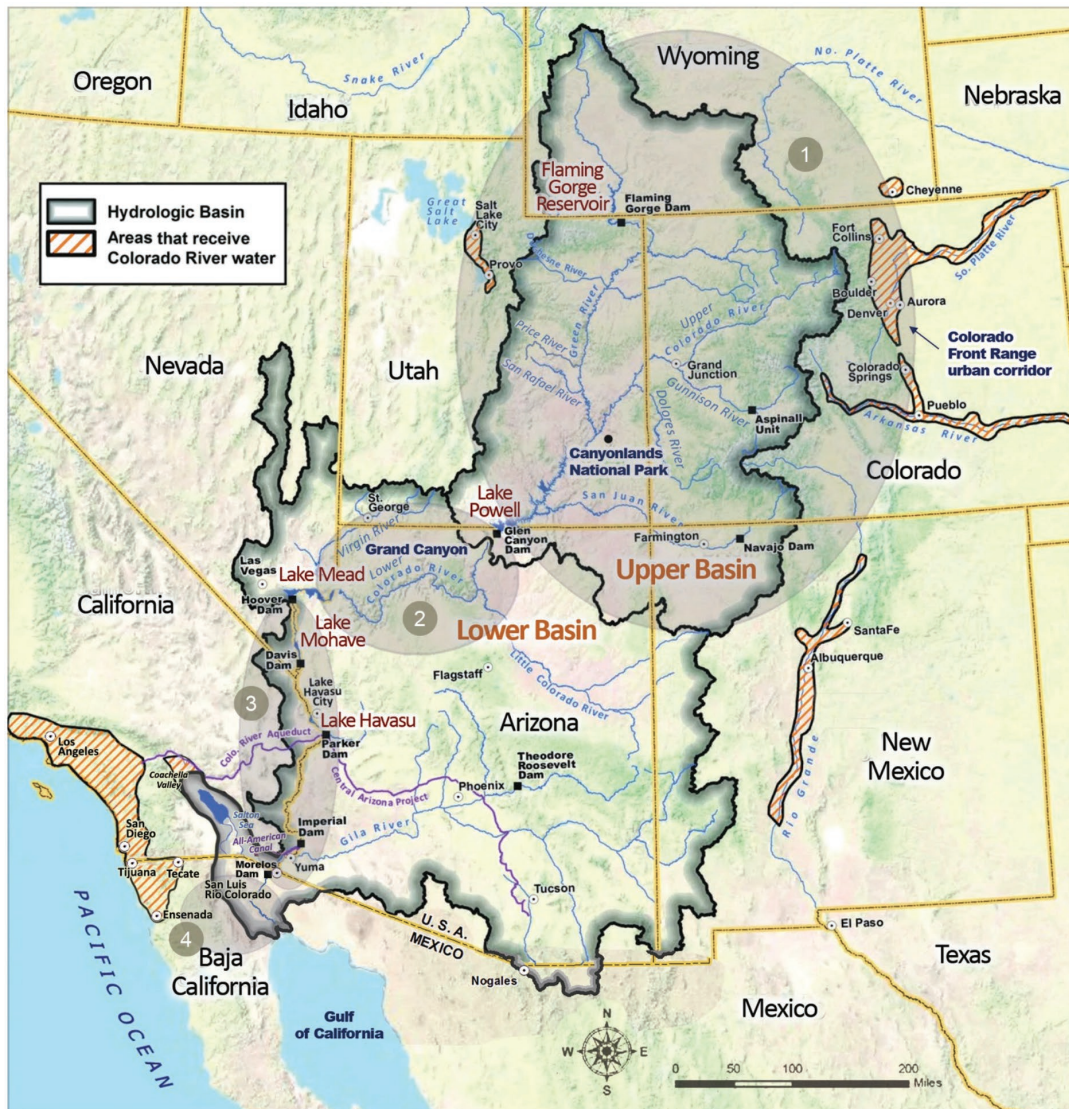 Wyoming
Oregon
Snake River
Idaho
No. Platte River
Nebraska
1
Flaming
Gorge
Reservoir
Flaming
Gorge Dam
Cheyenne
Hydrologic Basin
Areas that receive
Colorado River water
Great
Salt
Lake
Salt
Lake
City
Provo
Duchesne River
Fort
Collins
So. Platte River
Boulder
Denver
Aurora
Upper
Colorado River
Green River
Price River
San Rafael River
Nevada
Utah
Grand
Junction
Gunnison River
Dolores River
Colorado
Front Range
urban corridor
Colorado
Springs
Pueblo
Aspinall
Unit
Arkansas River
Canyonlands
National Park
Colorado
Lake
Powell
San Juan River
St.
George
Virgin River
Glen
Canyon
Dam
Farmington
Navajo Dam
Grand Canyon
Upper Basin
Las
Vegas
Lake Mead
Lower
Colorado River
Hoover
Dam
California
2
Lower Basin
Lake
Mohave
SantaFe
Davis
Dam
Albuquerque
Flagstaff
Little Colorado River
3
Lake
Havasu
City
Lake Havasu
Arizona
Los
Angeles
Colo. River Aqueduct
Parker
Dam
New
Mexico
Theodore
Roosevelt
Dam
Coachella
Valley
Central Arizona Project
Phoenix
Rio Grande
Salton
Sea
Imperial
Dam
Gila River
San
Diego
All-American
Canal
Tijuana
Tecate
Morelos
Dam
Yuma
San Luis
Rio Colorado
Tucson
Ensenada
U. S. A.
MEXICO
El Paso
4
Baja
California
Texas
PACIFIC OCEAN
Nogales
Mexico
Gulf
of California
N
W
E
S
0
50
100
200
Miles